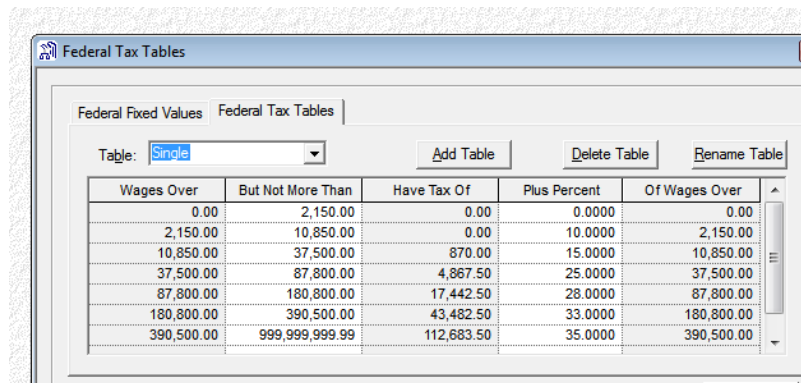 Federal Tax Tables
Federal Fixed Values Federal Tax Tables
Table: Single Add Table Delete Table Rename Table
Wages Over But Not More Than Have Tax Of Plus Percent Of Wages Over
0.00 2,150.00 0.00 0.0000 0.00
2,150.00 10,850.00 0.00 10.0000 2,150.00
10,850.00 37,500.00 870.00 15.0000 10,850.00
37,500.00 87,800.00 4,867.50 25.0000 37,500.00
87,800.00 180,800.00 17,442.50 28.0000 87,800.00
180,800.00 390,500.00 43,482.50 33.0000 180,800.00
390,500.00 999,999,999.99 112,683.50 35.0000 390,500.00